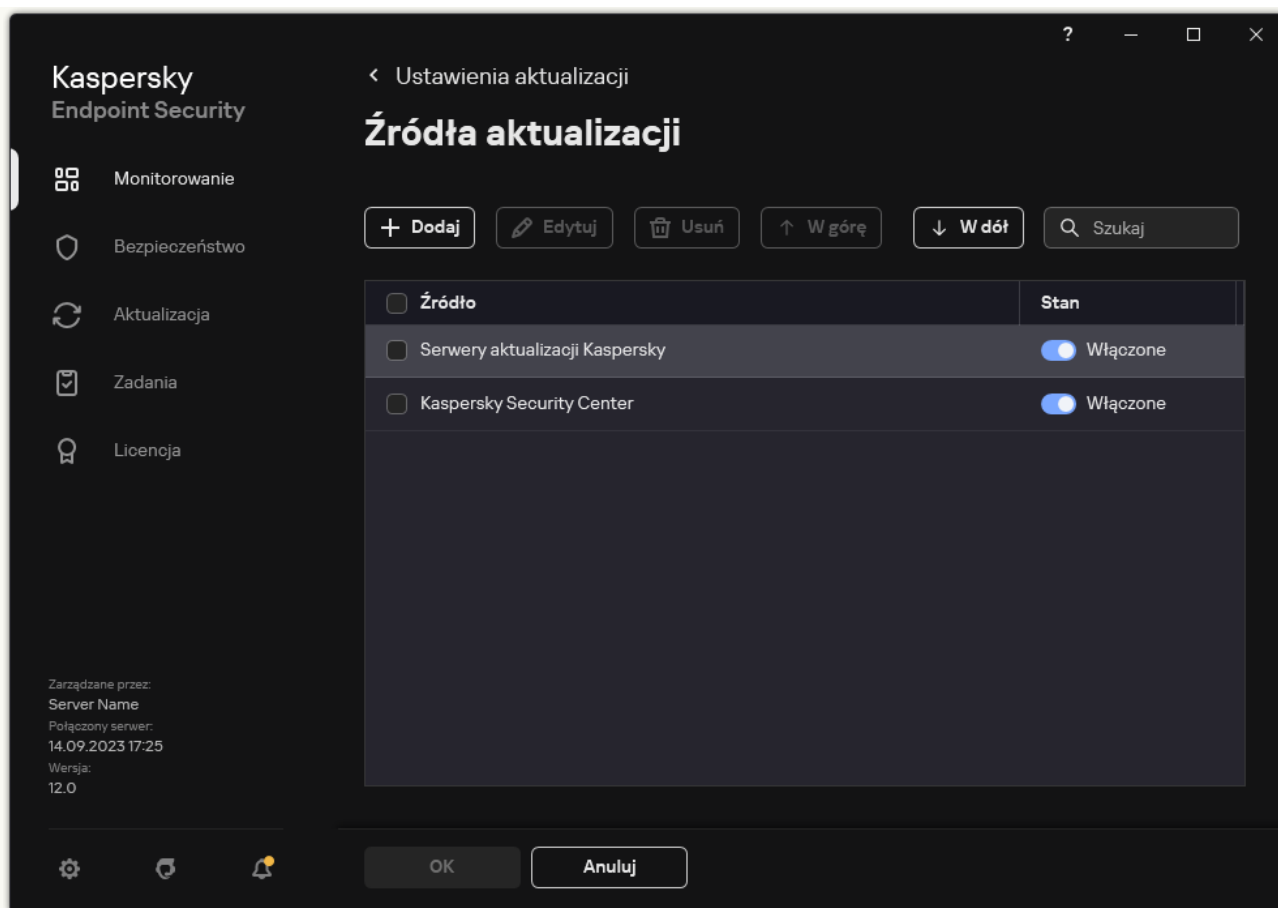 ?
Kaspersky
Endpoint Security
Monitorowanie
Bezpieczeństwo
Aktualizacja
Zadania
Licencja
Zarządzane przez:
Server Name
Połączony serwer:
14.09.2023 17:25
Wersja:
12.0
Ustawienia aktualizacji
Źródła aktualizacji
Dodaj Edytuj Usuń W górę W dół Szukaj
Źródło Stan
Serwery aktualizacji Kaspersky Włączone
Kaspersky Security Center Włączone
OK Anuluj